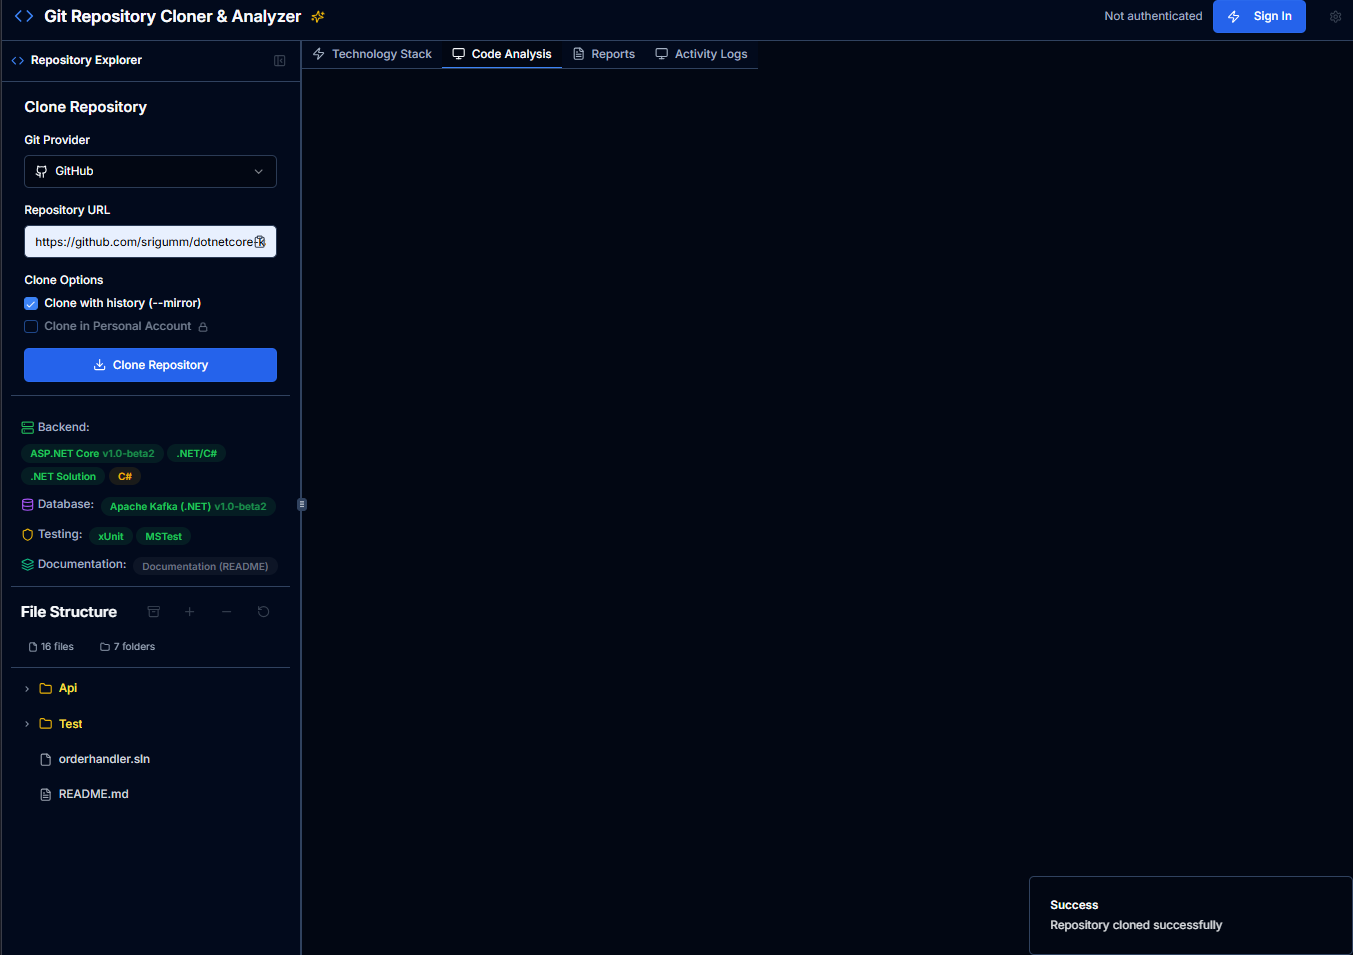 Git Repository Cloner & Analyzer
Not authenticated
Sign In
Repository Explorer
Technology Stack
Code Analysis
Reports
Activity Logs
Clone Repository
Git Provider
GitHub
Repository URL
https://github.com/srigumm/dotnetcore-k
Clone Options
Clone with history (--mirror)
Clone in Personal Account
Clone Repository
Backend:
ASP.NET Core v1.0-beta2
.NET/C#
.NET Solution
C#
Database:
Apache Kafka (.NET) v1.0-beta2
Testing:
xUnit
MSTest
Documentation:
Documentation (README)
File Structure
16 files
7 folders
Api
Test
orderhandler.sln
README.md
Success
Repository cloned successfully